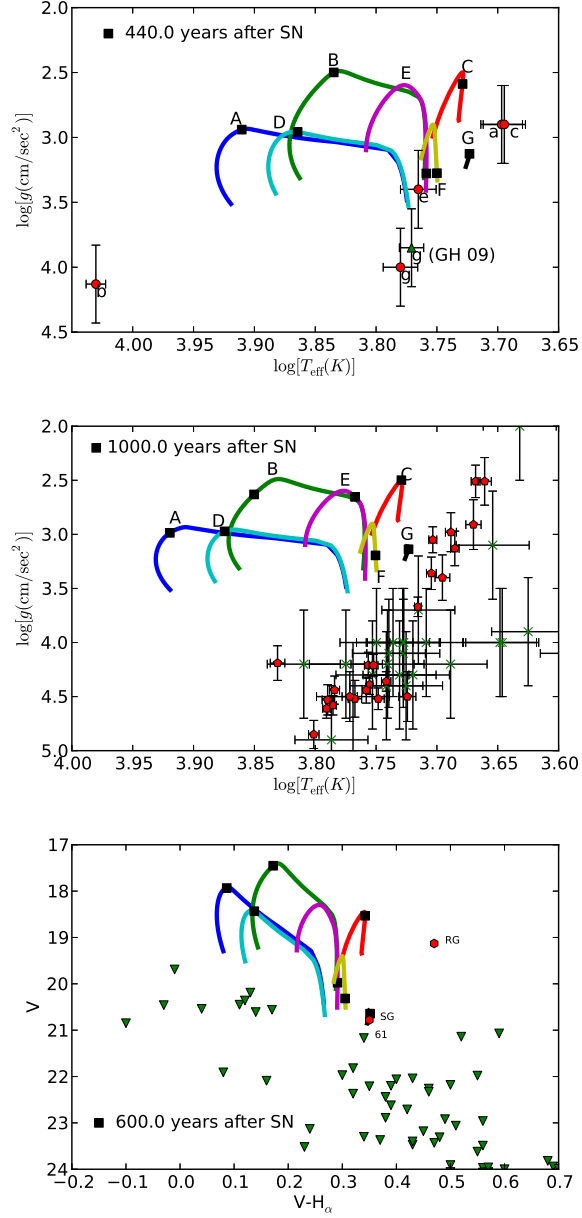 2.0
440.0 years after SN
B
E
C
2.5
A
D
3.0
a
c
G
F
3.5
e
g (GH 09)
4.0
b
g
4.5
log[g(cm/sec²)]
4.00 3.95 3.90 3.85 3.80 3.75 3.70 3.65
log[T_eff(K)]
2.0
1000.0 years after SN
B
E
C
2.5
A
D
3.0
G
F
3.5
4.0
4.5
5.0
log[g(cm/sec²)]
4.00 3.95 3.90 3.85 3.80 3.75 3.70 3.65 3.60
log[T_eff(K)]
17
18
19
RG
20
V
21
SG
61
22
23
600.0 years after SN
24
−0.2 −0.1 0.0 0.1 0.2 0.3 0.4 0.5 0.6 0.7
V-H_α